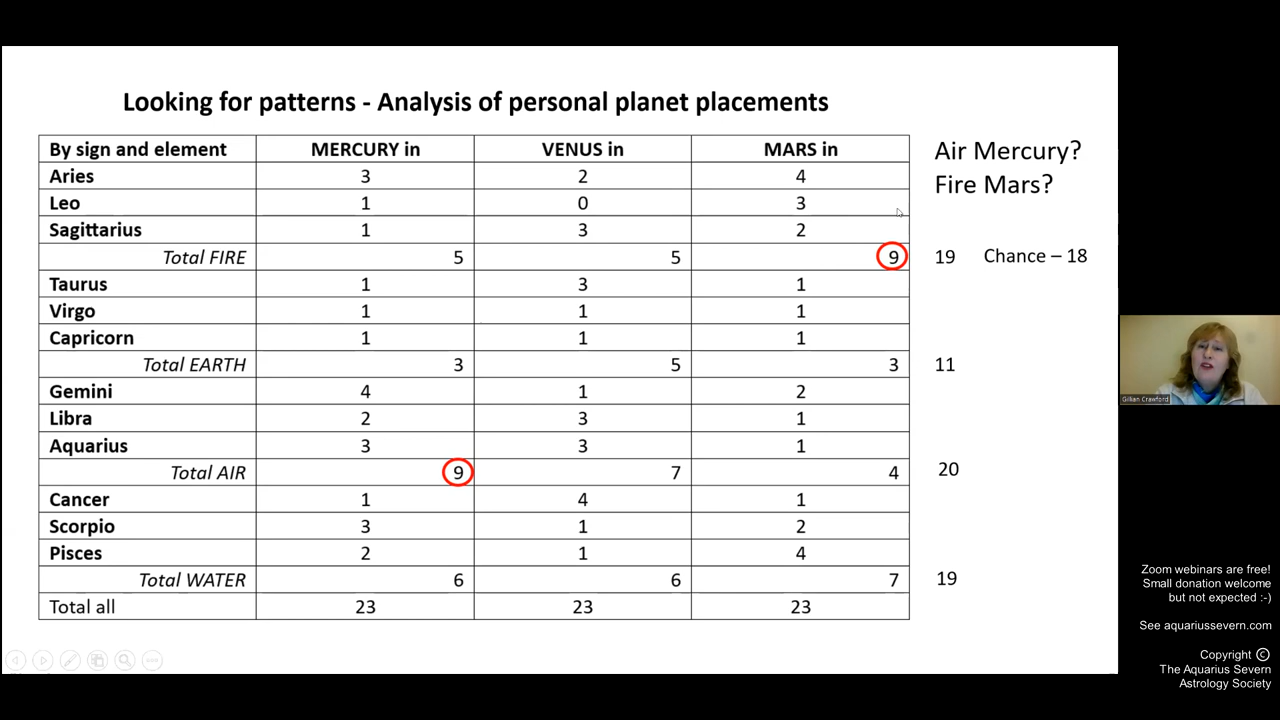 Looking for patterns - Analysis of personal planet placements
By sign and element MERCURY in VENUS in MARS in
Aries 3 2 4
Leo 1 0 3
Sagittarius 1 3 2
Total FIRE 5 5 9 19 Chance – 18
Taurus 1 3 1
Virgo 1 1 1
Capricorn 1 1 1
Total EARTH 3 5 3 11
Gemini 4 1 2
Libra 2 3 1
Aquarius 3 3 1
Total AIR 9 7 4 20
Cancer 1 4 1
Scorpio 3 1 2
Pisces 2 1 4
Total WATER 6 6 7 19
Total all 23 23 23
Air Mercury?
Fire Mars?
Gillian Crawford
Zoom webinars are free!
Small donation welcome
but not expected :-)
See aquariussevern.com
Copyright ©
The Aquarius Severn
Astrology Society